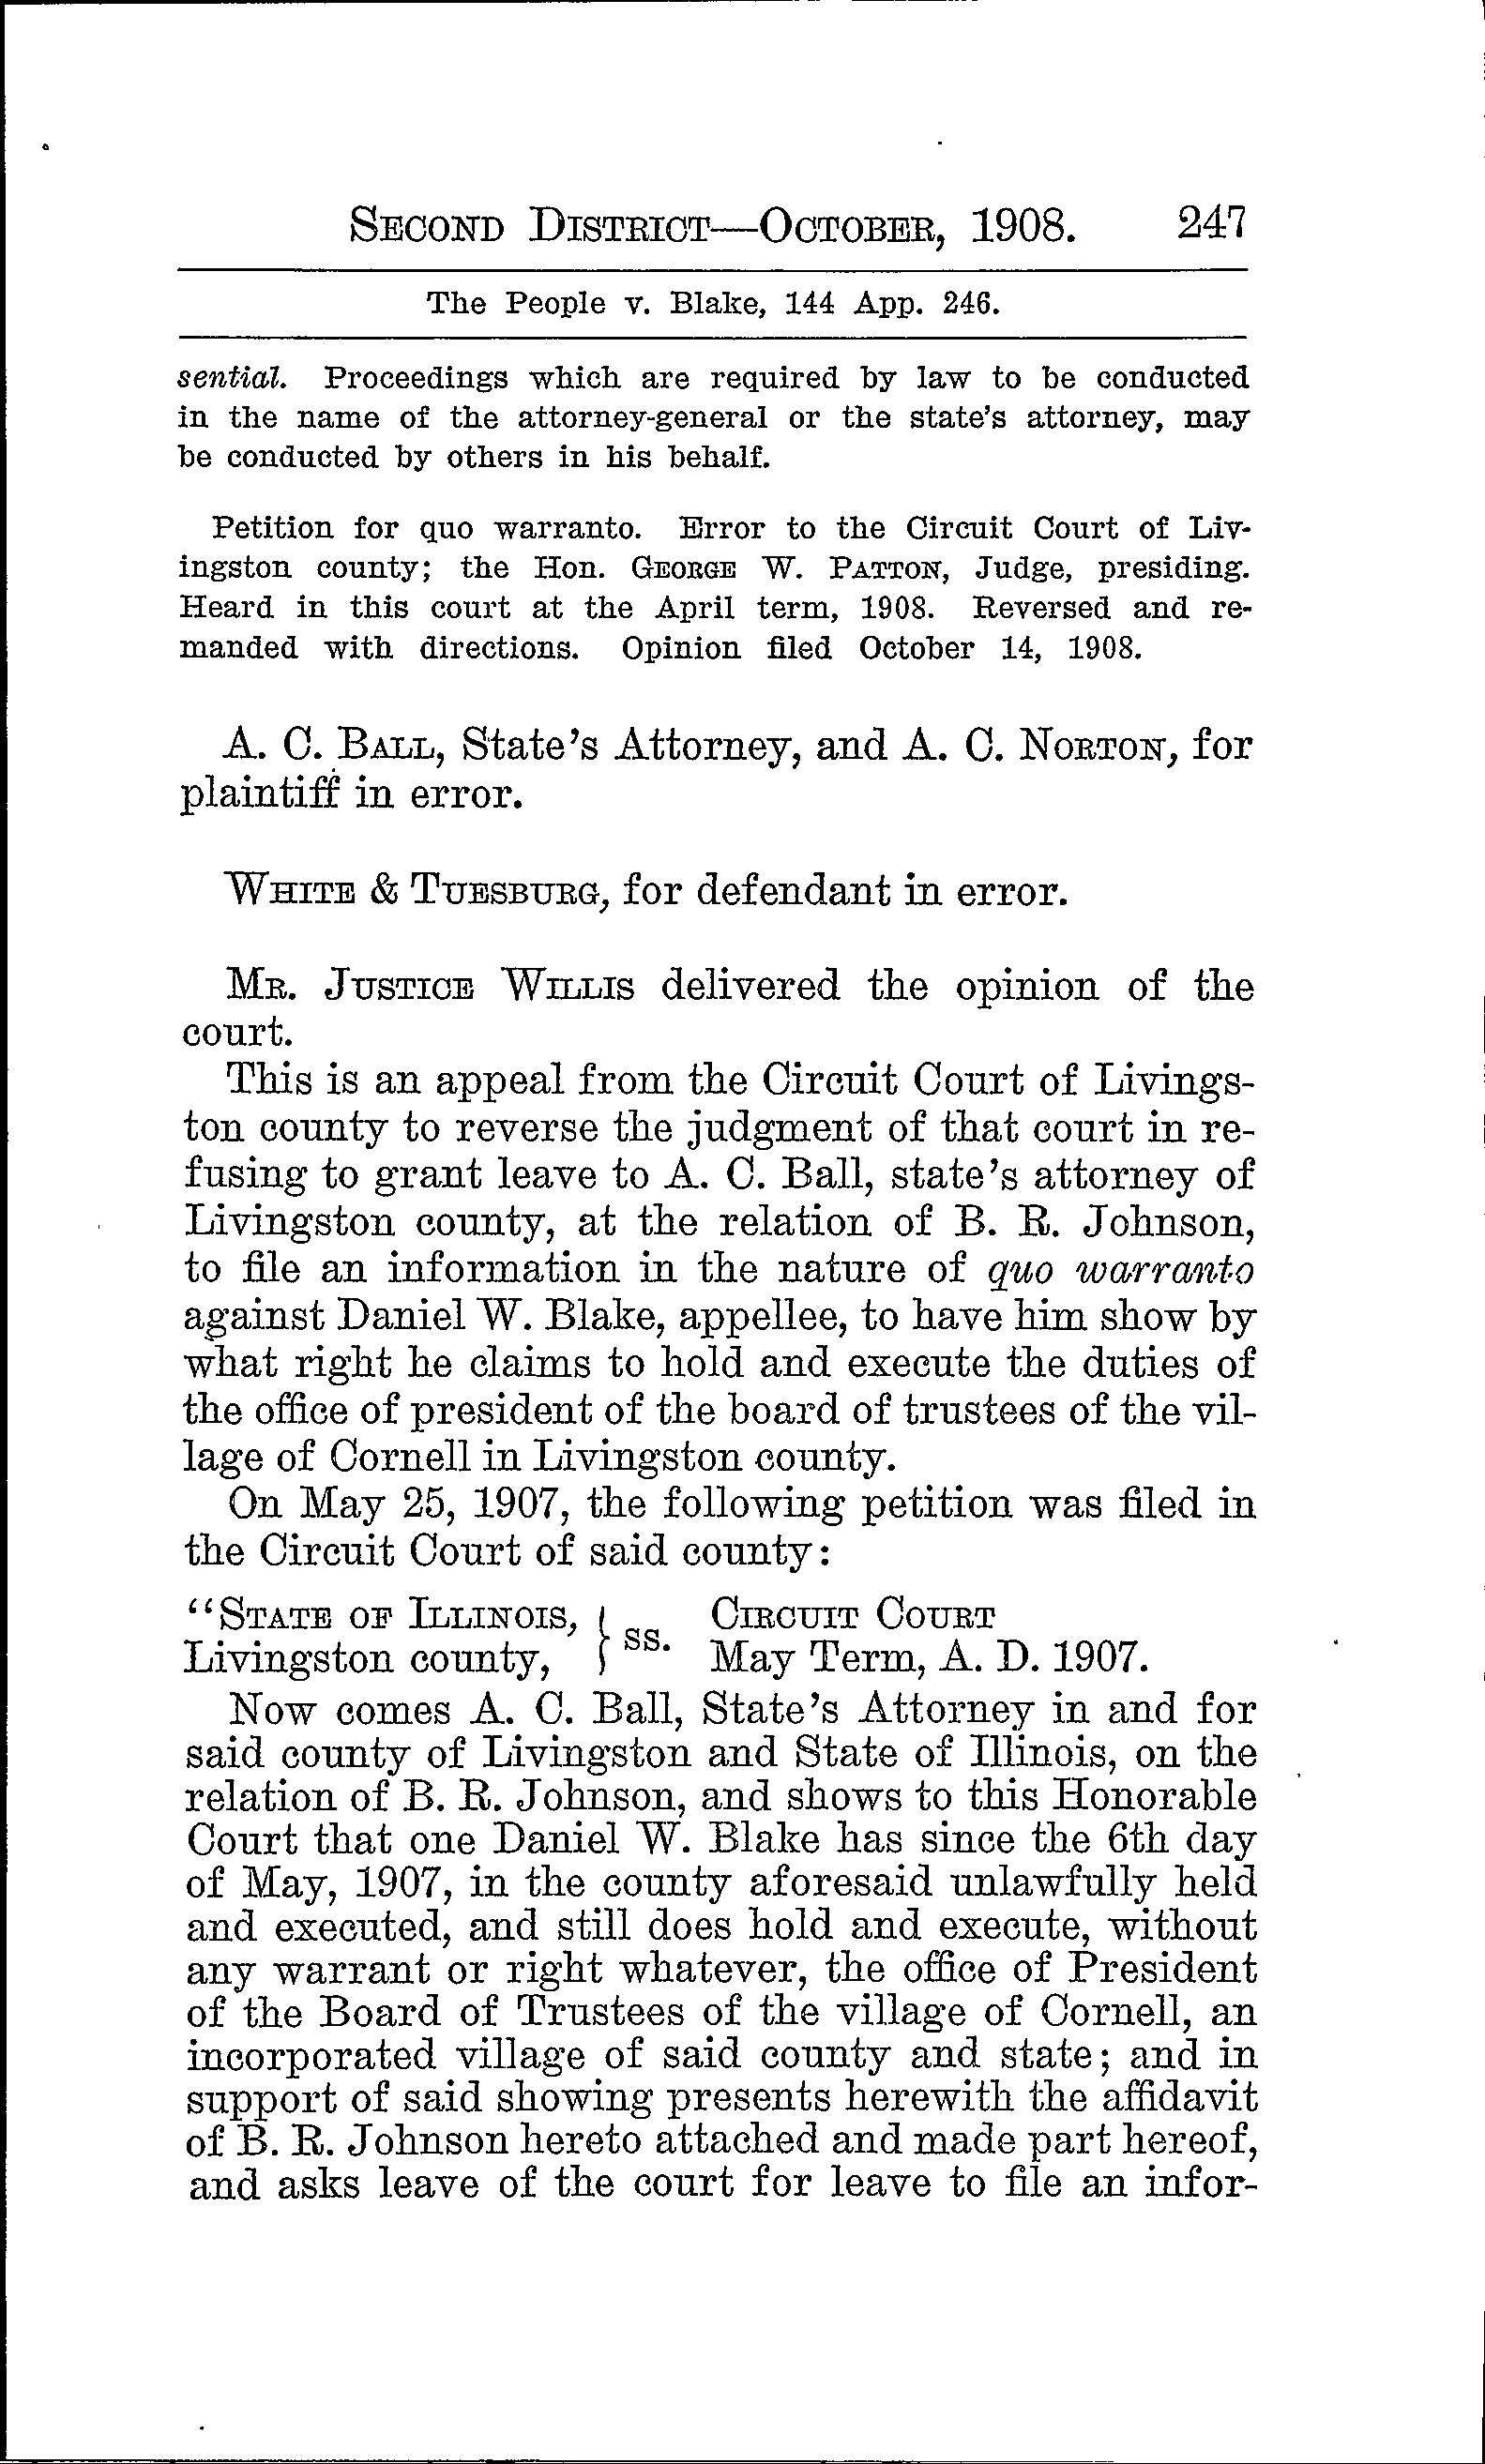 SECOND DISTRICT—OCTOBER, 1908. 247
The People v. Blake, 144 App. 246.
sential. Proceedings which are required by law to be conducted
in the name of the attorney-general or the state's attorney, may
be conducted by others in his behalf.
Petition for quo warranto. Error to the Circuit Court of Liv-
ingston county; the Hon. GEORGE W. PATTON, Judge, presiding.
Heard in this court at the April term, 1908. Reversed and re-
manded with directions. Opinion filed October 14, 1908.
A. C. BALL, State's Attorney, and A. C. NORTON, for
plaintiff in error.
WHITE & TUESBURG, for defendant in error.
MR. JUSTICE WILLIS delivered the opinion of the
court.
This is an appeal from the Circuit Court of Livings-
ton county to reverse the judgment of that court in re-
fusing to grant leave to A. C. Ball, state's attorney of
Livingston county, at the relation of B. R. Johnson,
to file an information in the nature of quo warranto
against Daniel W. Blake, appellee, to have him show by
what right he claims to hold and execute the duties of
the office of president of the board of trustees of the vil-
lage of Cornell in Livingston county.
On May 25, 1907, the following petition was filed in
the Circuit Court of said county:
"STATE OF ILLINOIS, } ss. CIRCUIT COURT
Livingston county, May Term, A. D. 1907.
Now comes A. C. Ball, State's Attorney in and for
said county of Livingston and State of Illinois, on the
relation of B. R. Johnson, and shows to this Honorable
Court that one Daniel W. Blake has since the 6th day
of May, 1907, in the county aforesaid unlawfully held
and executed, and still does hold and execute, without
any warrant or right whatever, the office of President
of the Board of Trustees of the village of Cornell, an
incorporated village of said county and state; and in
support of said showing presents herewith the affidavit
of B. R. Johnson hereto attached and made part hereof,
and asks leave of the court for leave to file an infor-